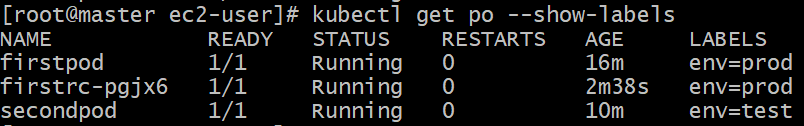 [root@master ec2-user]# kubectl get po --show-labels
NAME READY STATUS RESTARTS AGE LABELS
firstpod 1/1 Running 0 16m env=prod
firstrc-pgjx6 1/1 Running 0 2m38s env=prod
secondpod 1/1 Running 0 10m env=test